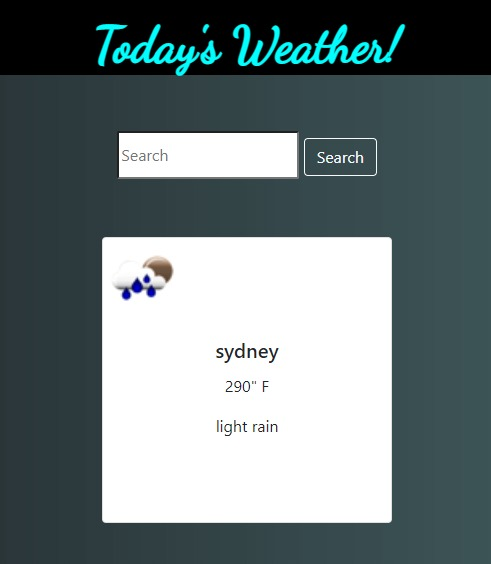 Today's Weather!
Search
Search
sydney
290" F
light rain